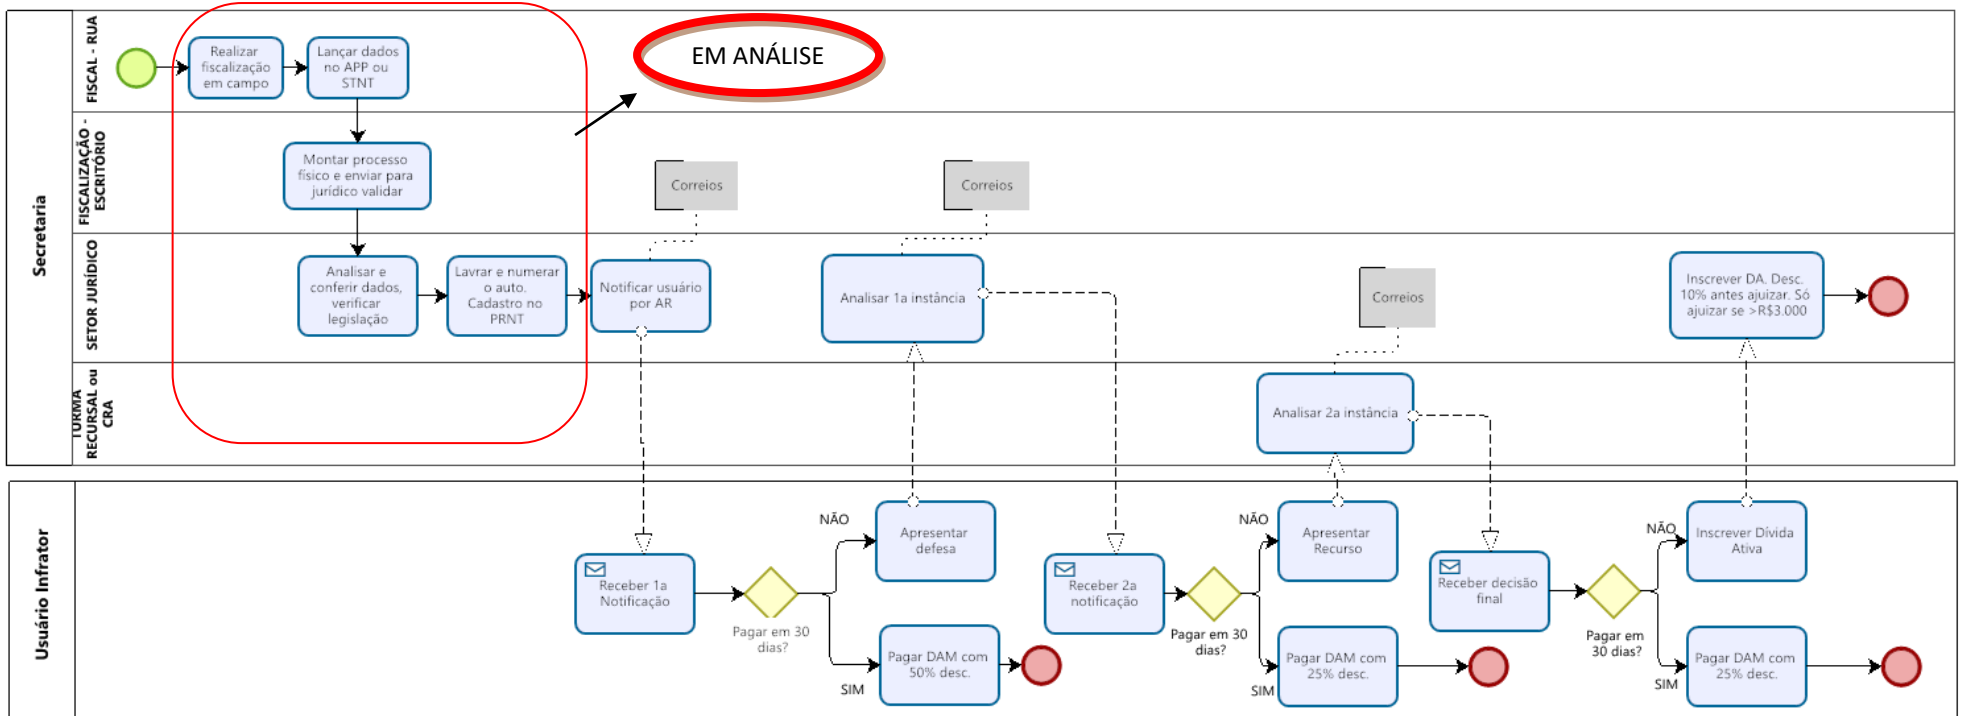 Secretaria
FISCAL - RUA
Realizar
fiscalização
em campo
Lançar dados
no APP ou
STNT
EM ANÁLISE
FISCALIZAÇÃO -
ESCRITÓRIO
Montar processo
físico e enviar para
jurídico validar
Correios
Correios
SETOR JURÍDICO
Analisar e
conferir dados,
verificar
legislação
Lavrar e numerar
o auto.
Cadastro no
PRNT
Notificar usuário
por AR
Analisar 1a instância
Correios
Inscrever DA. Desc.
10% antes ajuizar. Só
ajuizar se >R$3.000
TURMA
RECURSAL ou
CRA
Analisar 2a instância
Usuário Infrator
Receber 1a
Notificação
Pagar em 30
dias?
NÃO
Apresentar
defesa
SIM
Pagar DAM com
50% desc.
Receber 2a
notificação
Pagar em 30
dias?
NÃO
Apresentar
Recurso
SIM
Pagar DAM com
25% desc.
Receber decisão
final
Pagar em
30 dias?
NÃO
Inscrever Dívida
Ativa
SIM
Pagar DAM com
25% desc.